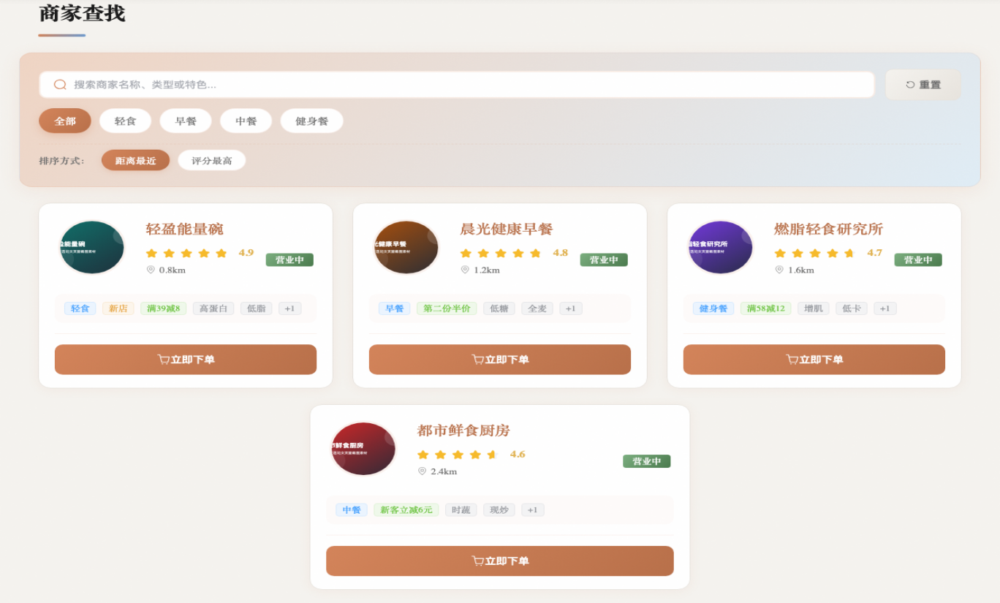 商家查找
搜索商家名称、类型或特色...
重置
全部 轻食 早餐 中餐 健身餐
排序方式: 距离最近 评分最高
轻盈能量碗
能量碗
4.9
营业中
0.8km
轻食 新店 满39减8 高蛋白 低脂 +1
立即下单
晨光健康早餐
健康早餐
4.8
营业中
1.2km
早餐 第二份半价 低糖 全麦 +1
立即下单
燃脂轻食研究所
轻食研究所
4.7
营业中
1.6km
健身餐 满58减12 增肌 低卡 +1
立即下单
都市鲜食厨房
鲜食厨房
4.6
营业中
2.4km
中餐 新客立减6元 时蔬 现炒 +1
立即下单